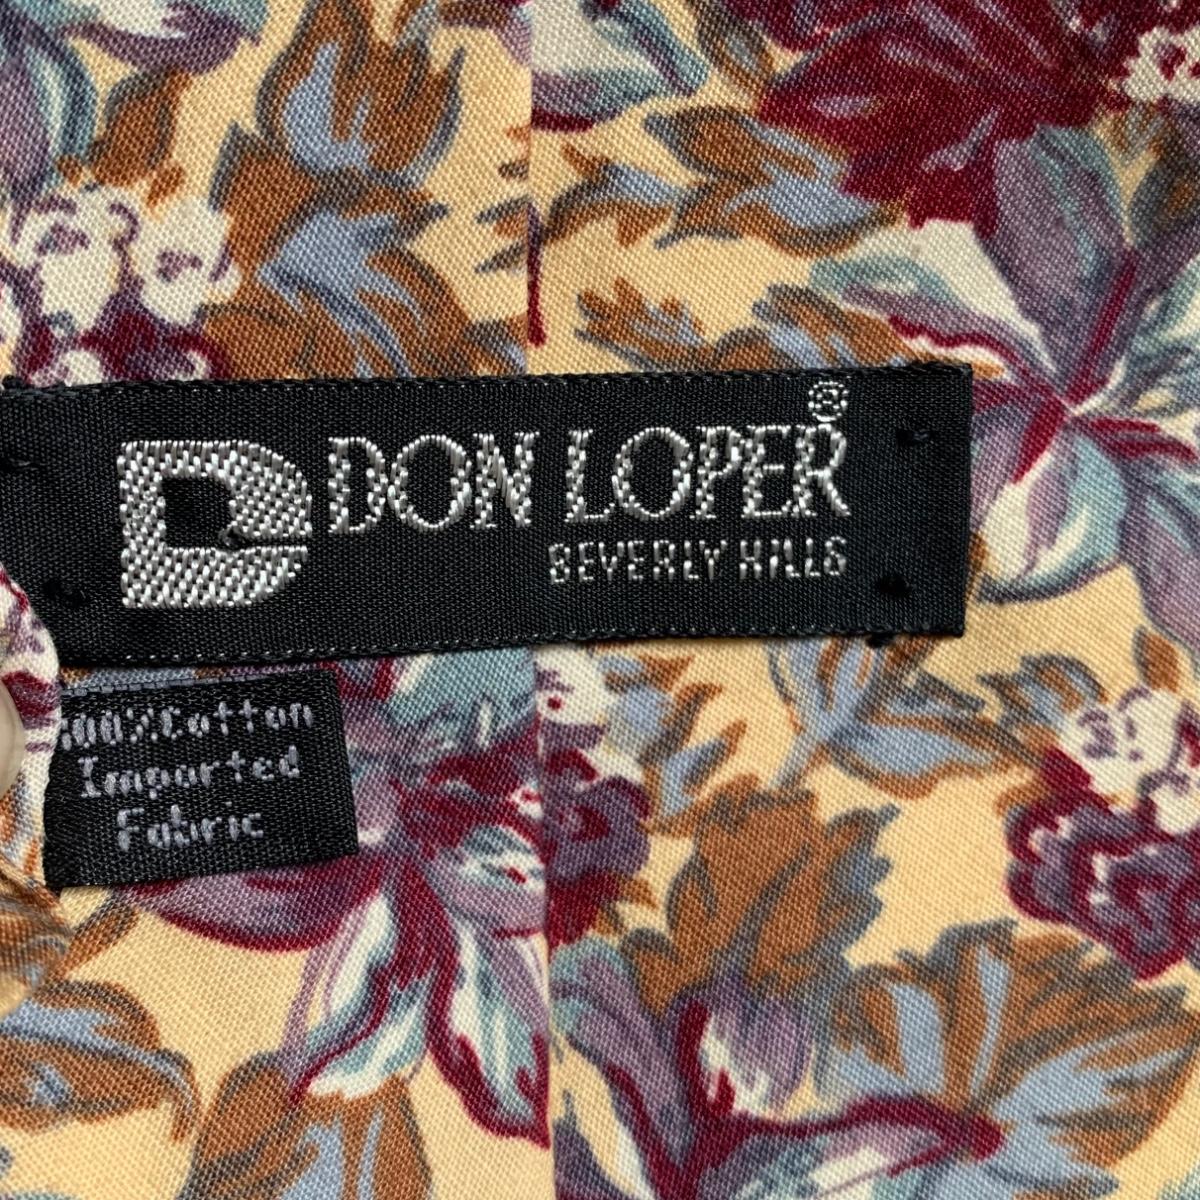 D DON LOPER®
BEVERLY HILLS
100% Cotton
Imported
Fabric